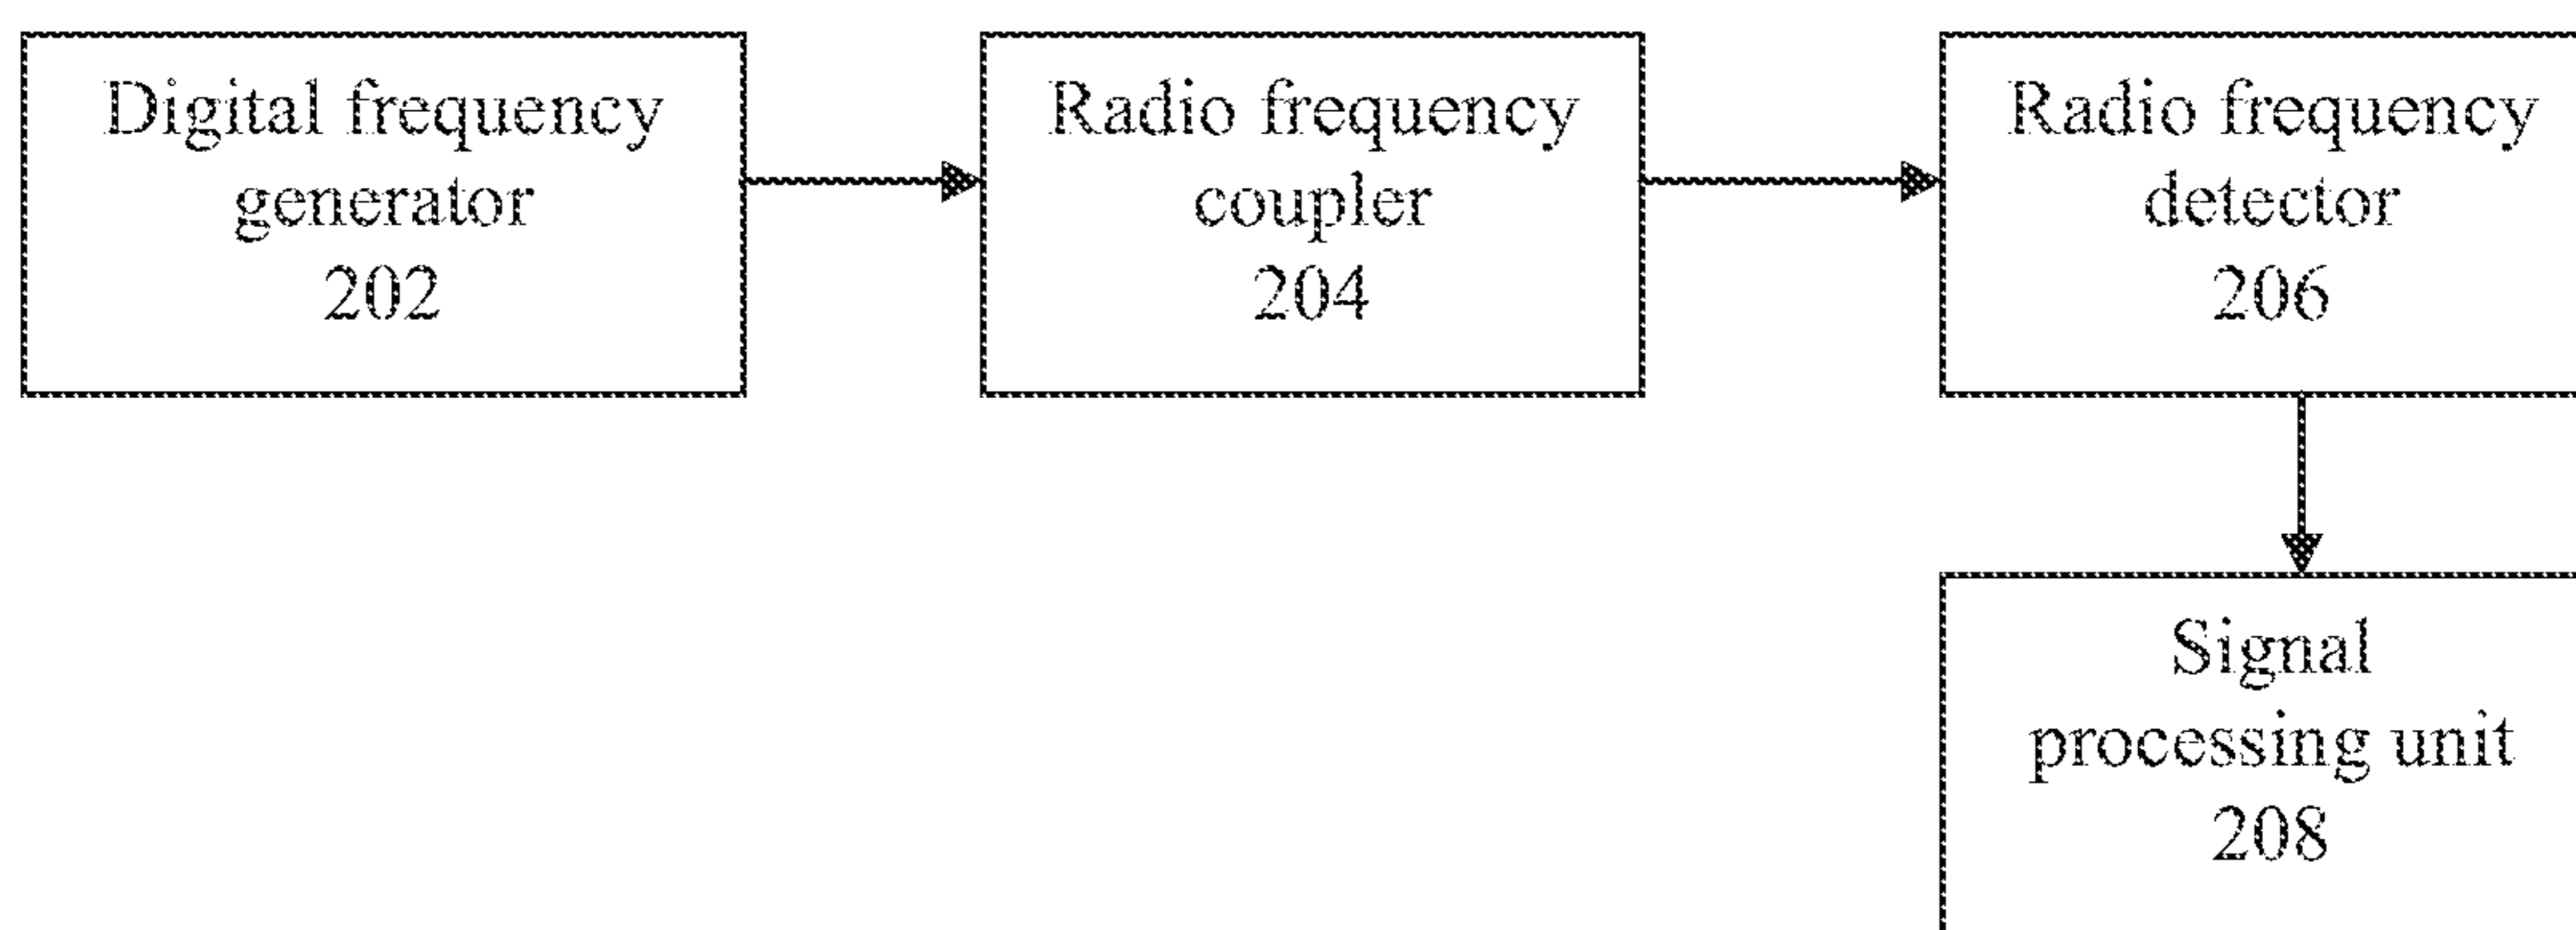 Digital frequency
generator
202
Radio frequency
coupler
204
Radio frequency
detector
206
Signal
processing unit
208